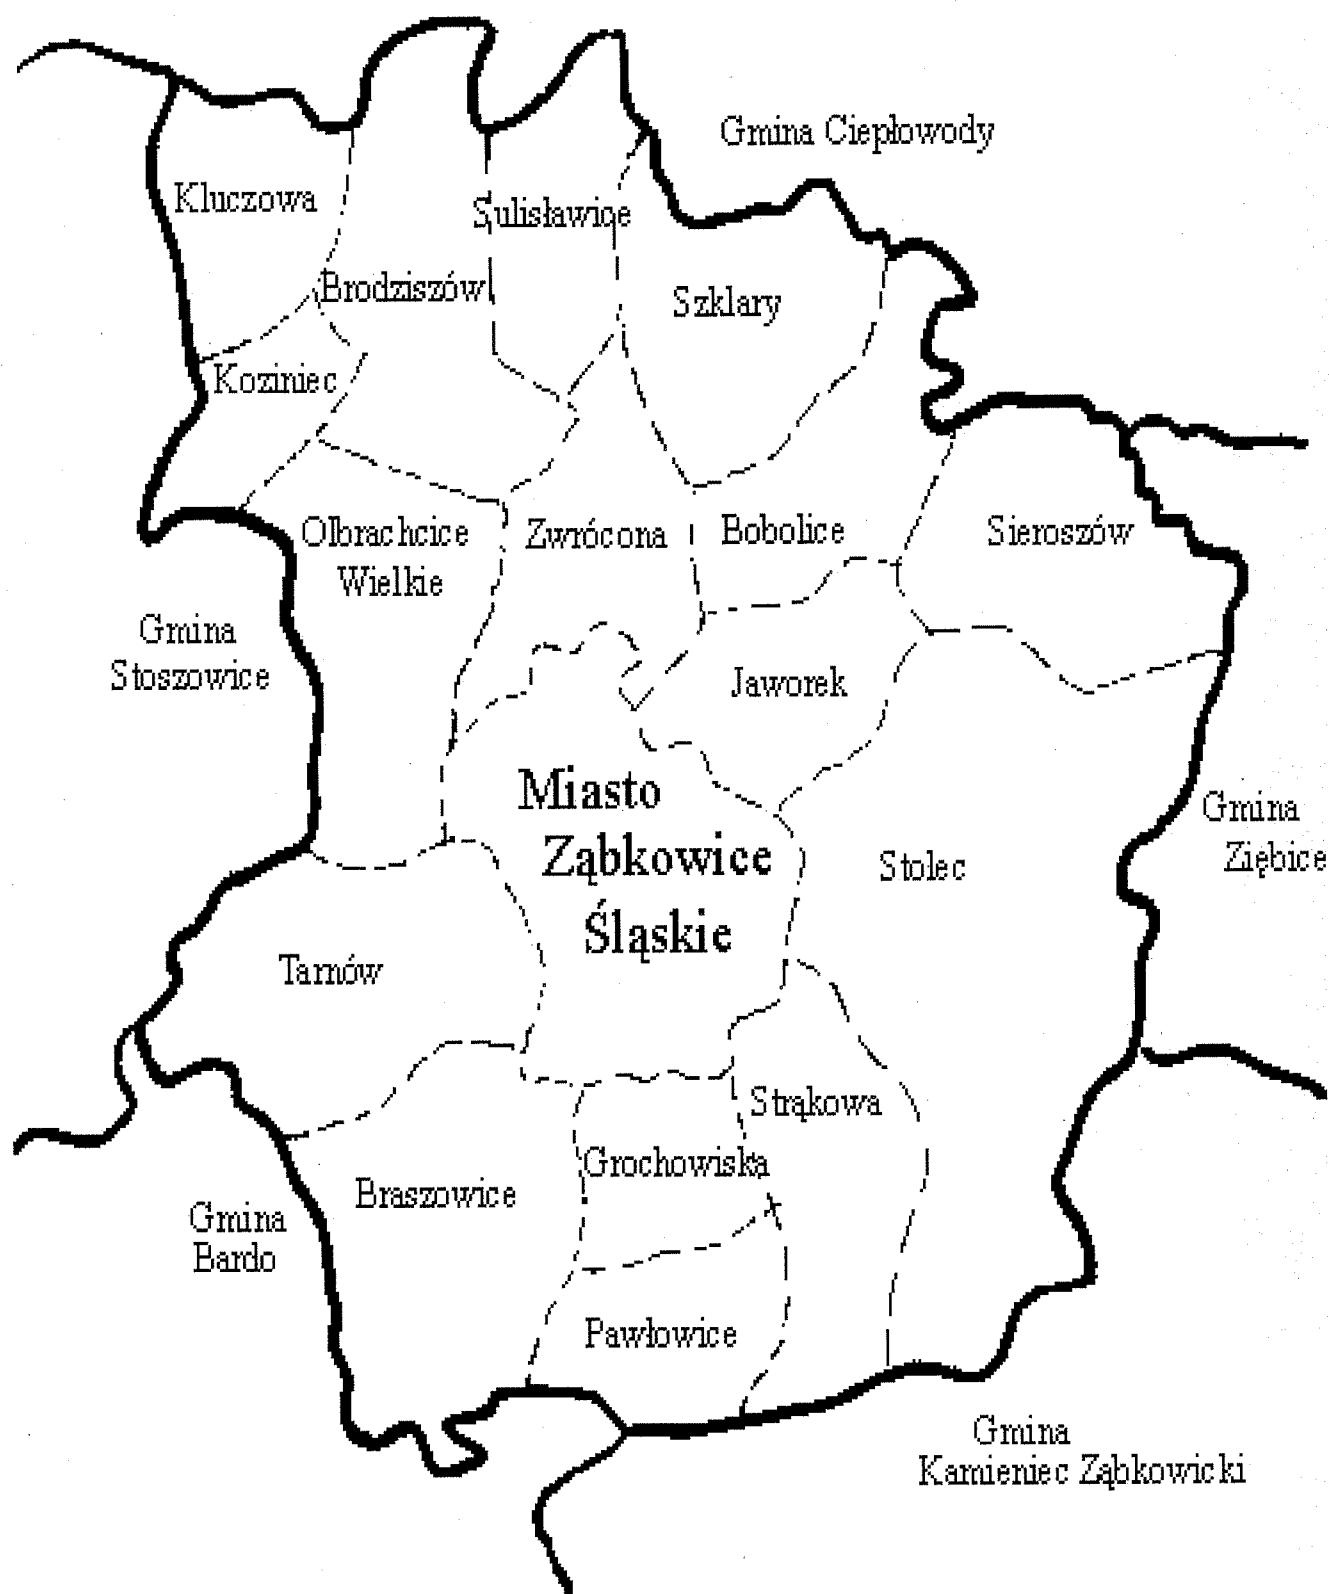 Gmina Ciepłowody
Kluczowa
Sulisławice
Brodziszów
Szklary
Koziniec
Olbrachcice
Wielkie
Zwrócona
Bobolice
Sieroszów
Gmina
Stoszowice
Jaworek
Miasto
Ząbkowice
Śląskie
Gmina
Ziębice
Stolec
Tarnów
Strąkowa
Grochowiska
Braszowice
Gmina
Bardo
Pawłowice
Gmina
Kamieniec Ząbkowicki